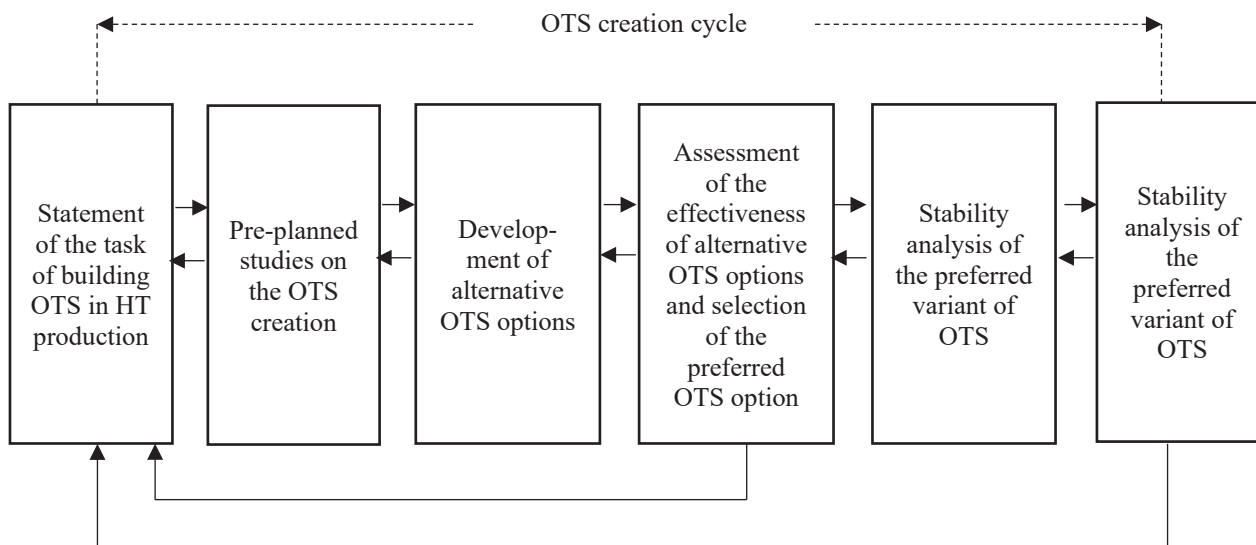 OTS creation cycle
Statement
of the task
of building
OTS in HT
production
Pre-planned
studies on
the OTS
creation
Develop-
ment of
alternative
OTS options
Assessment
of the
effectiveness
of alternative
OTS options
and selection
of the
preferred
OTS option
Stability
analysis of
the preferred
variant of
OTS
Stability
analysis of
the
preferred
variant of
OTS